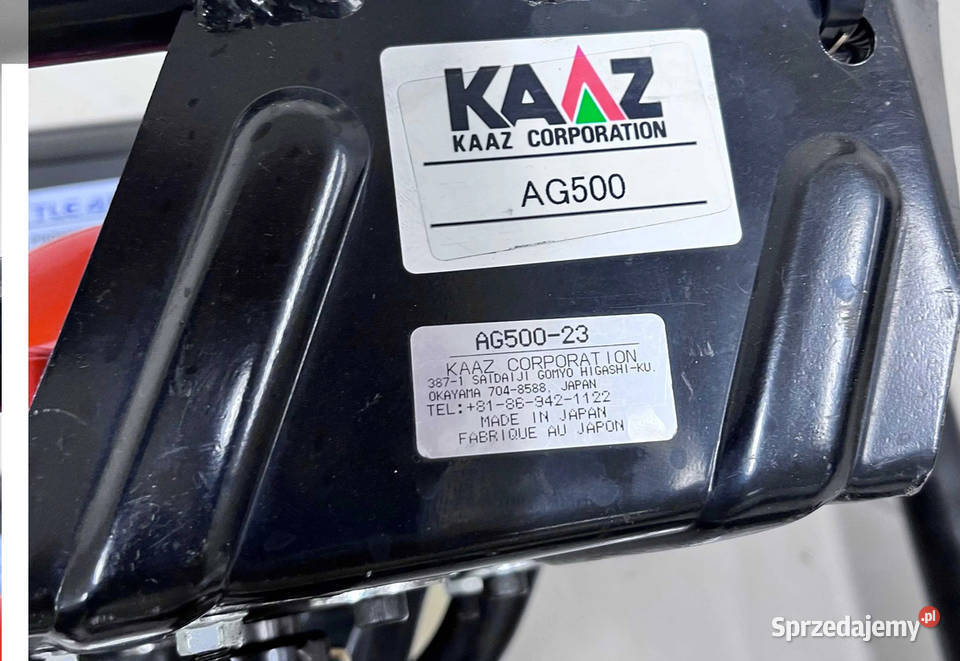 KAAZ
KAAZ CORPORATION
AG500
AG500-23
KAAZ CORPORATION
387-1 SAIDAIJI GOMYO HIGASHI-KU.
OKAYAMA 704-8588, JAPAN
TEL:+81-86-942-1122
MADE IN JAPAN
FABRIQUE AU JAPON
Sprzedajemy.pl